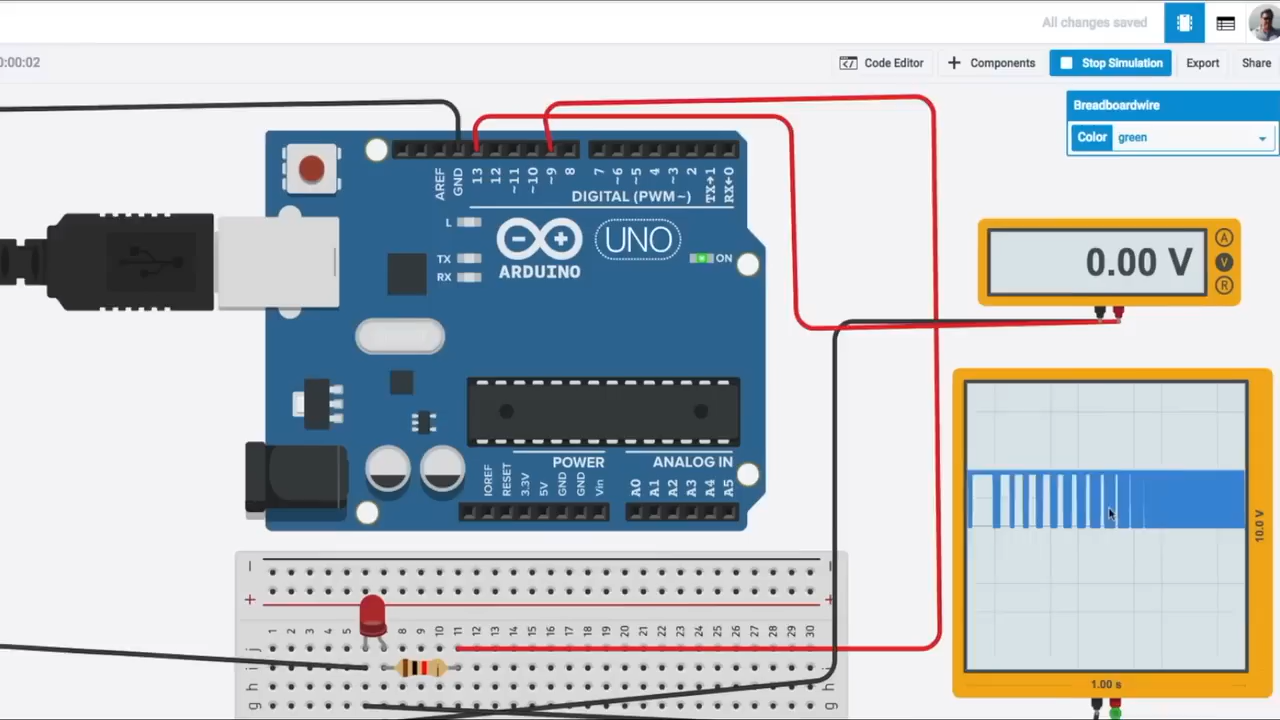 All changes saved
0:00:02
Code Editor
Components
Stop Simulation
Export
Share
Breadboardwire
Color
green
AREF
GND
13
12
~11
~10
~9
8
7
~6
~5
4
~3
2
TX→1
RX←0
DIGITAL (PWM~)
L
TX
RX
ARDUINO
UNO
ON
0.00 V
A
V
R
POWER
ANALOG IN
IOREF
RESET
3.3V
5V
GND
GND
Vin
A0
A1
A2
A3
A4
A5
10.0 V
1.00 s
1
2
3
4
5
8
9
10
11
12
13
14
15
16
17
18
19
20
21
22
23
24
25
26
27
28
29
30
j
i
h
g
j
i
h
g